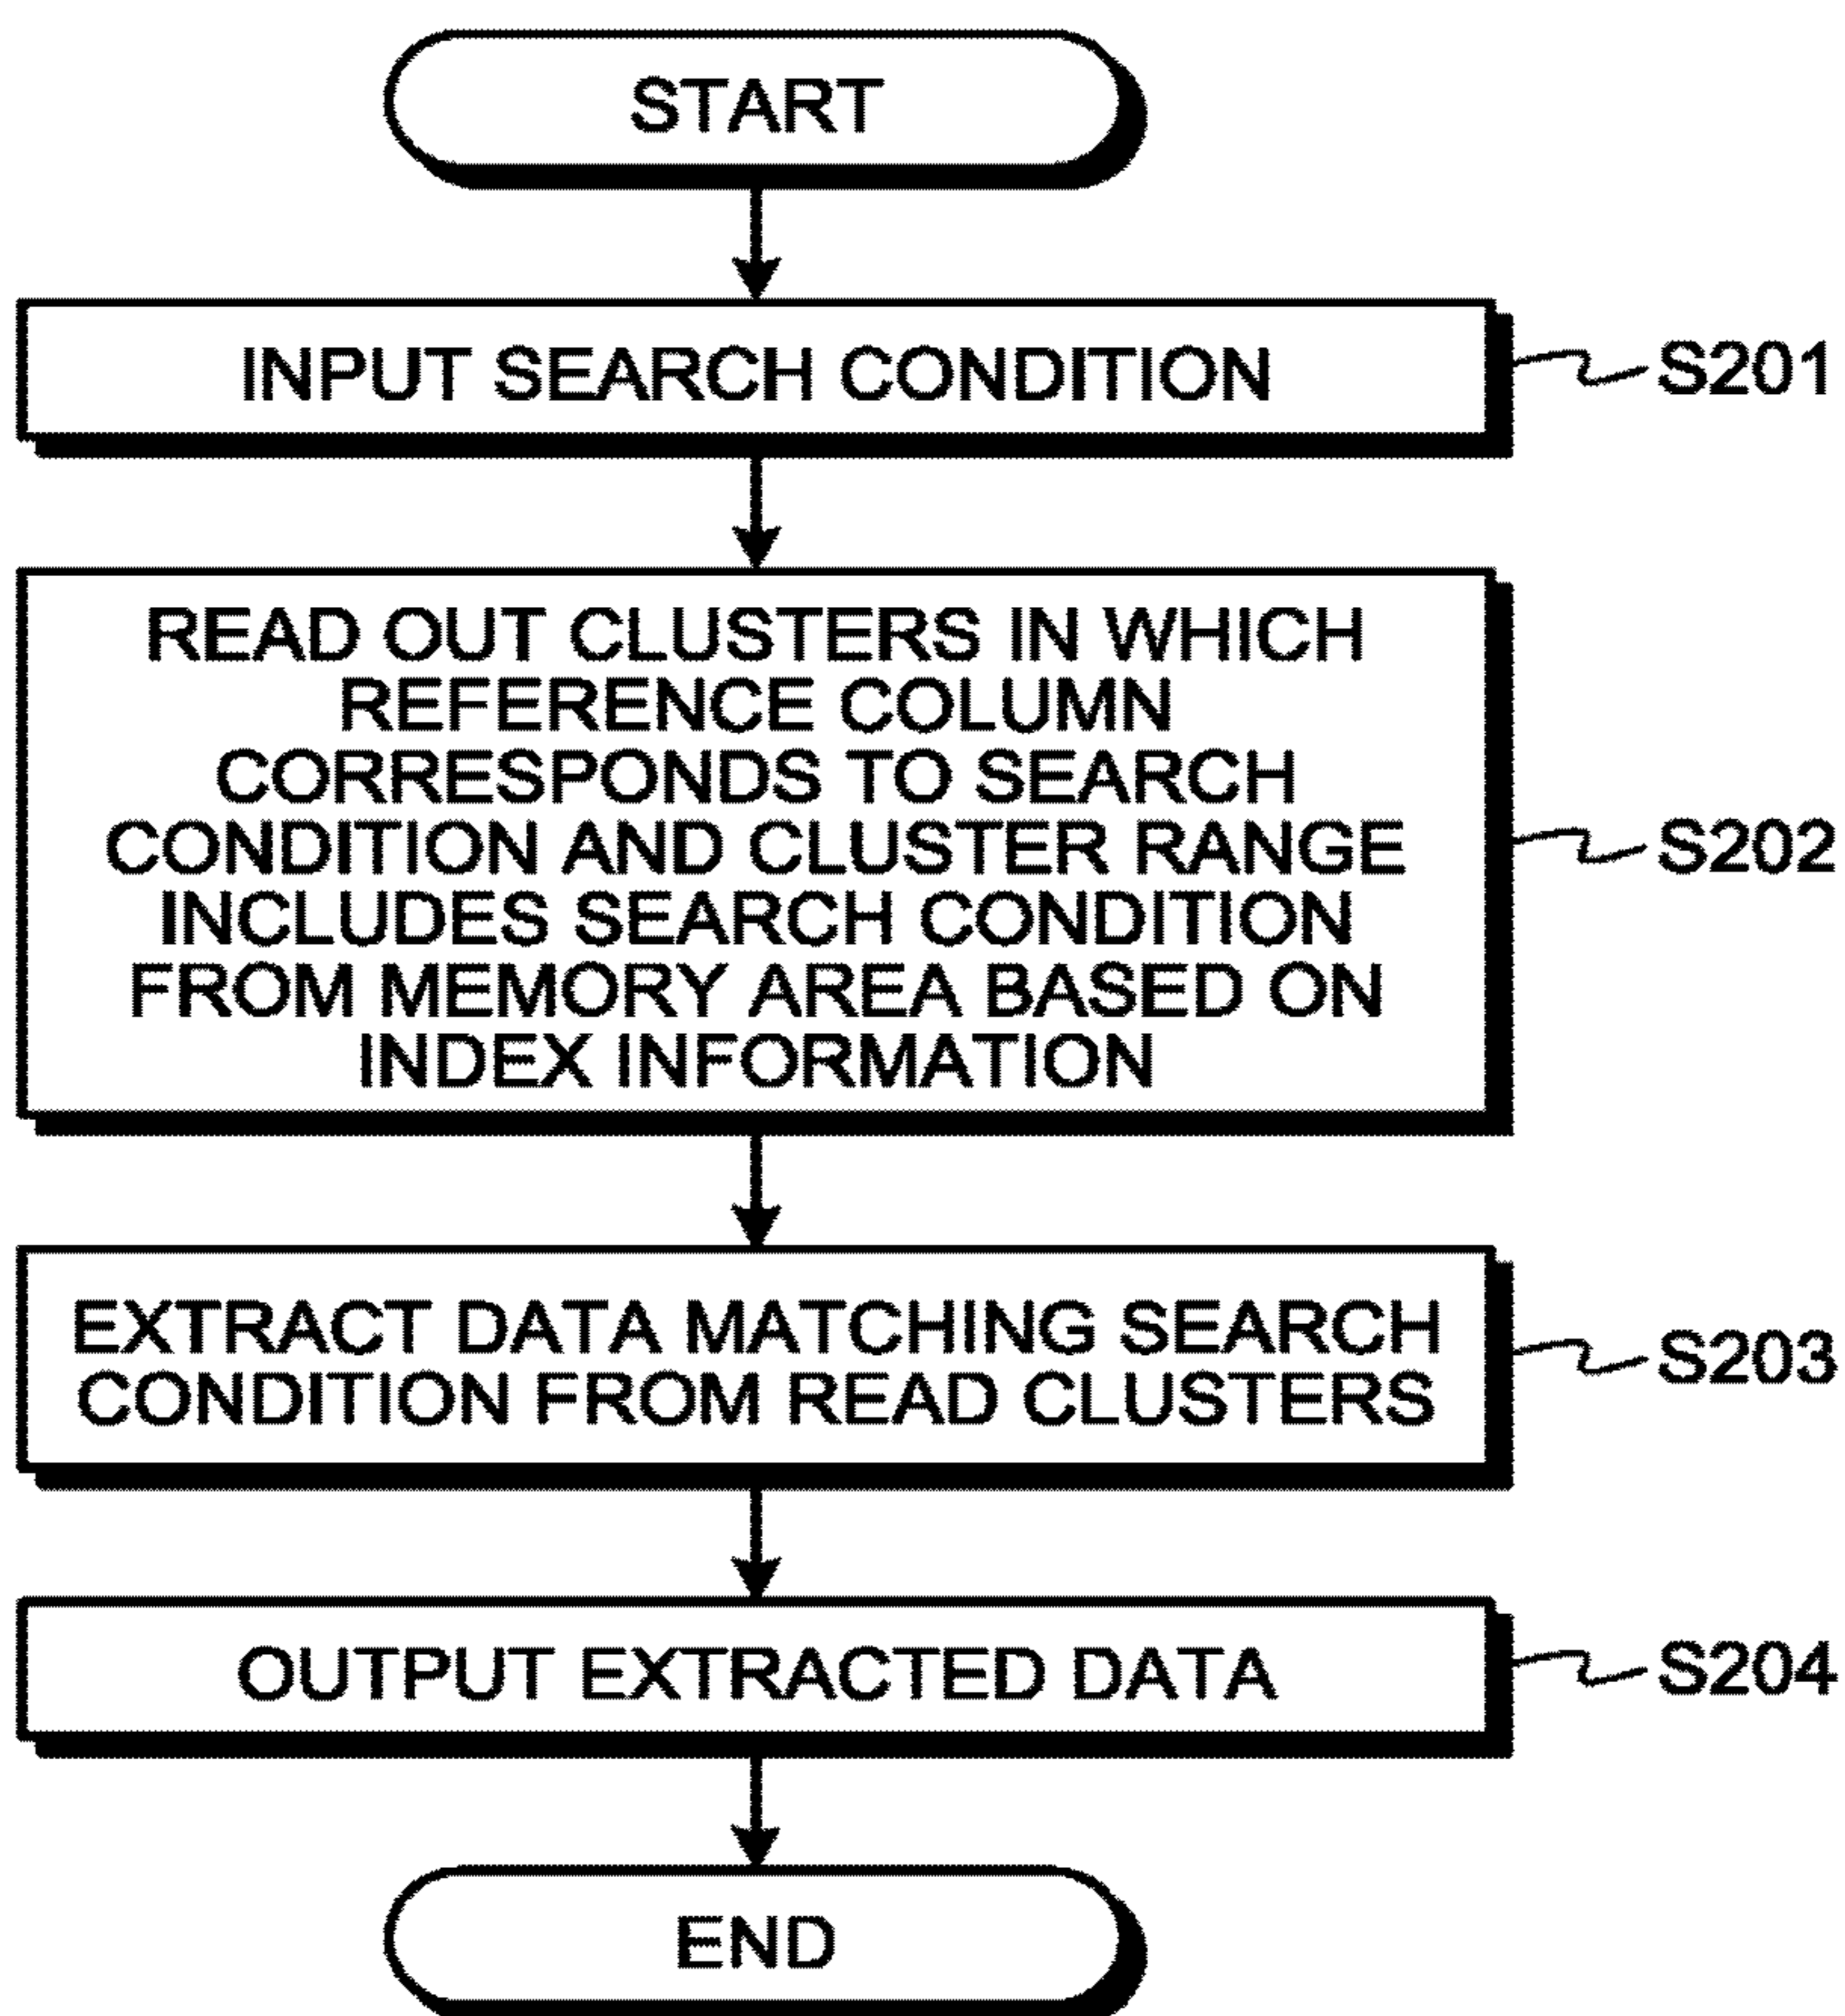 START
INPUT SEARCH CONDITION
S201
READ OUT CLUSTERS IN WHICH
REFERENCE COLUMN
CORRESPONDS TO SEARCH
CONDITION AND CLUSTER RANGE
INCLUDES SEARCH CONDITION
FROM MEMORY AREA BASED ON
INDEX INFORMATION
S202
EXTRACT DATA MATCHING SEARCH
CONDITION FROM READ CLUSTERS
S203
OUTPUT EXTRACTED DATA
S204
END